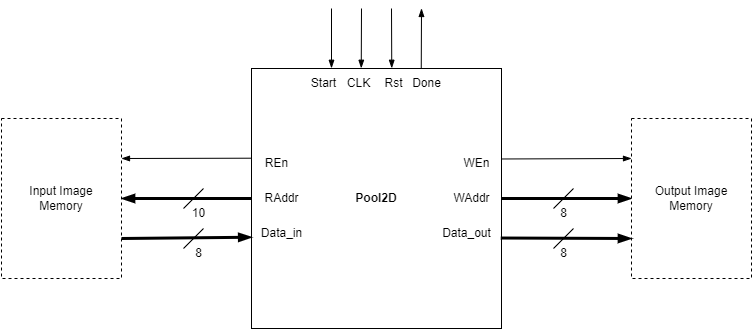 Start CLK Rst Done
Input Image
Memory
REn
RAddr
Data_in
10
8
Pool2D
WEn
WAddr
Data_out
8
8
Output Image
Memory